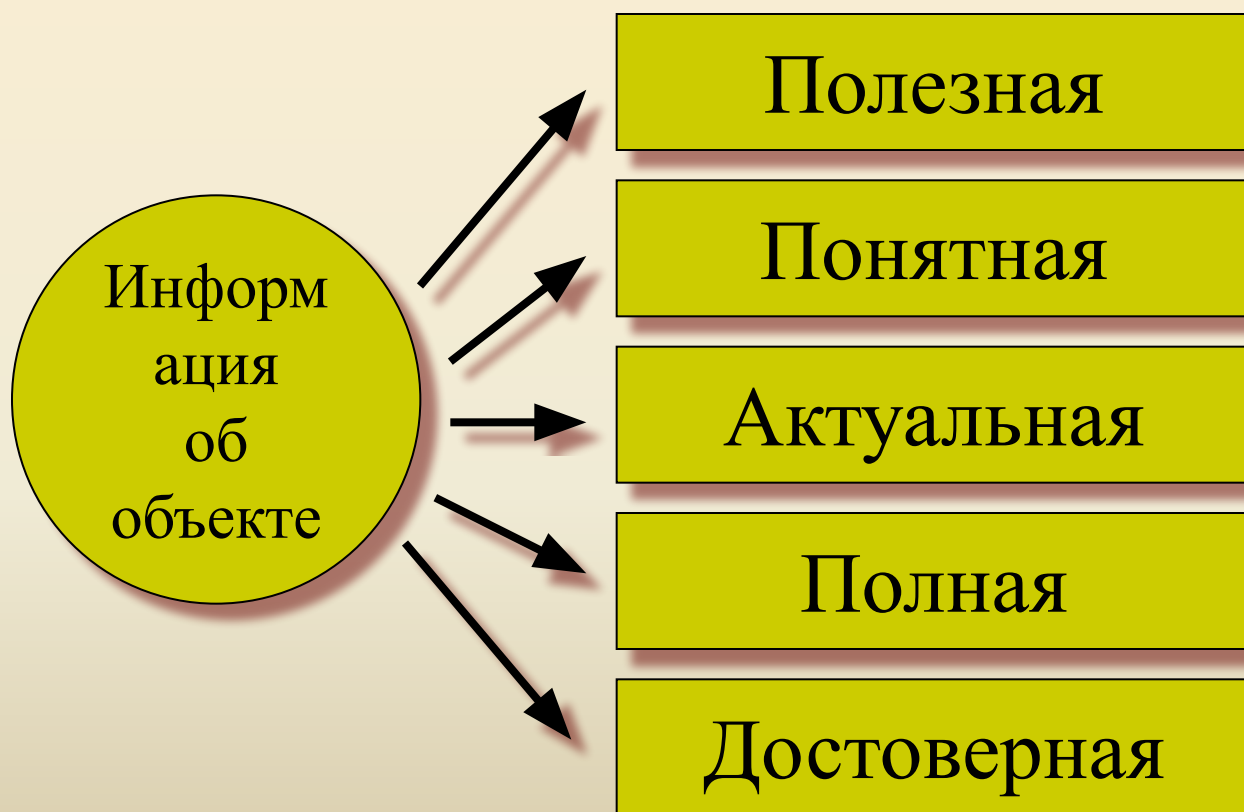 Информ
ация
об
объекте
Полезная
Понятная
Актуальная
Полная
Достоверная